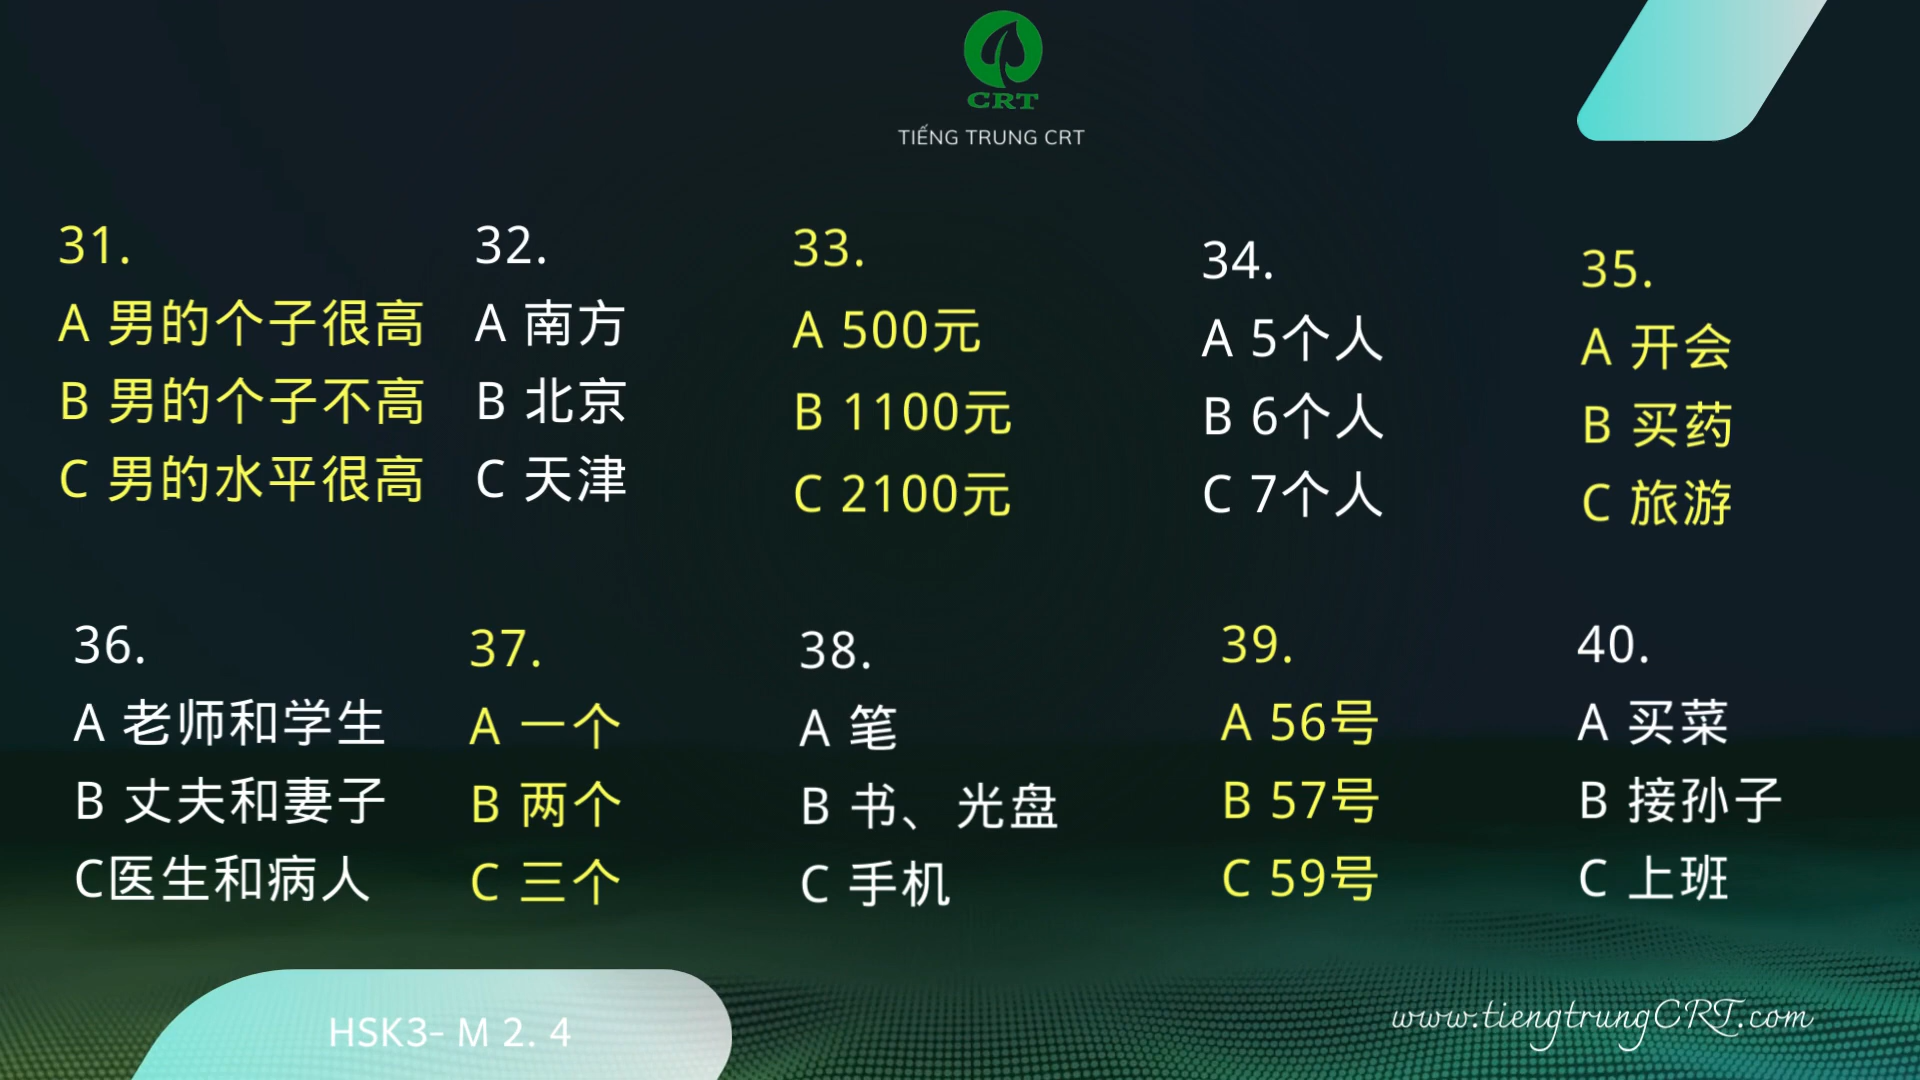 CRT
TIẾNG TRUNG CRT
31.
A 男的个子很高
B 男的个子不高
C 男的水平很高
32.
A 南方
B 北京
C 天津
33.
A 500元
B 1100元
C 2100元
34.
A 5个人
B 6个人
C 7个人
35.
A 开会
B 买药
C 旅游
36.
A 老师和学生
B 丈夫和妻子
C医生和病人
37.
A 一个
B 两个
C 三个
38.
A 笔
B 书、光盘
C 手机
39.
A 56号
B 57号
C 59号
40.
A 买菜
B 接孙子
C 上班
HSK3- M 2. 4
www.tiengtrungCRT.com